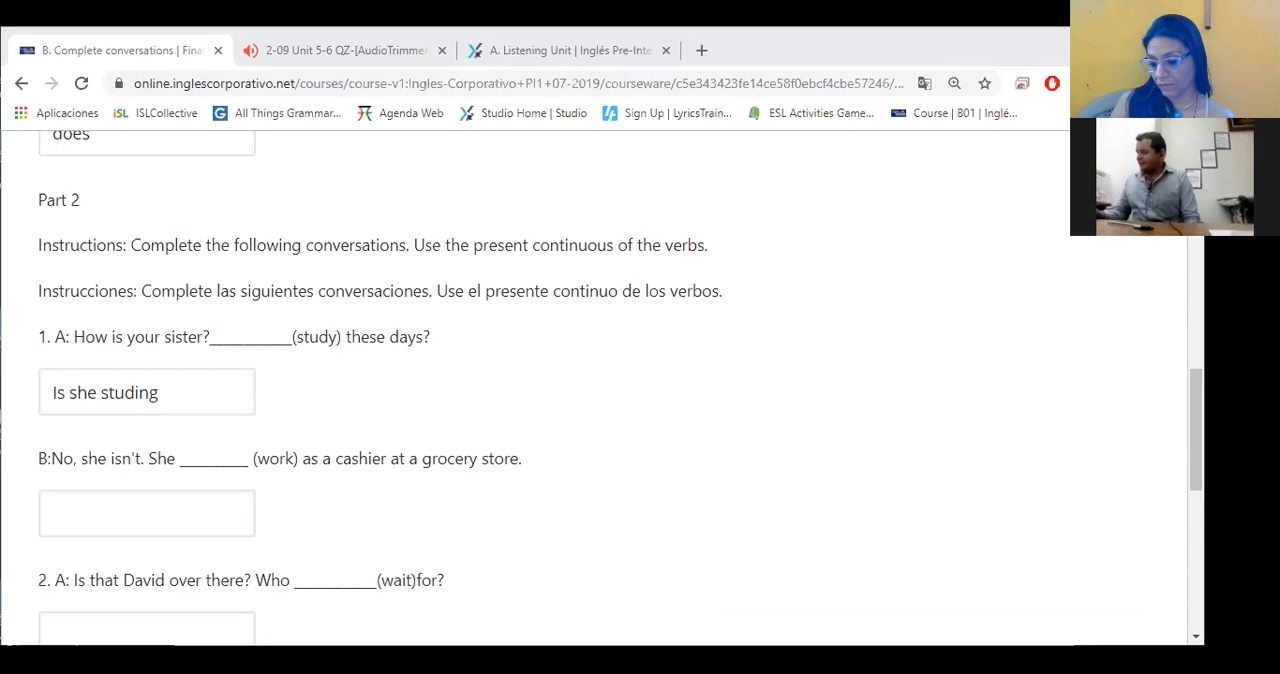 B. Complete conversations | Fina
2-09 Unit 5-6 QZ-[AudioTrimmer
A. Listening Unit | Inglés Pre-Inte
online.inglescorporativo.net/courses/course-v1:Ingles-Corporativo+PI1+07-2019/courseware/c5e343423fe14ce58f0ebcf4cbe57246/...
Aplicaciones iSL ISLCollective G All Things Grammar... Agenda Web Studio Home | Studio Sign Up | LyricsTrain... ESL Activities Game... Course | B01 | Inglé...
does
Part 2
Instructions: Complete the following conversations. Use the present continuous of the verbs.
Instrucciones: Complete las siguientes conversaciones. Use el presente continuo de los verbos.
1. A: How is your sister?__________(study) these days?
Is she studing
B:No, she isn't. She ________ (work) as a cashier at a grocery store.
2. A: Is that David over there? Who __________(wait)for?